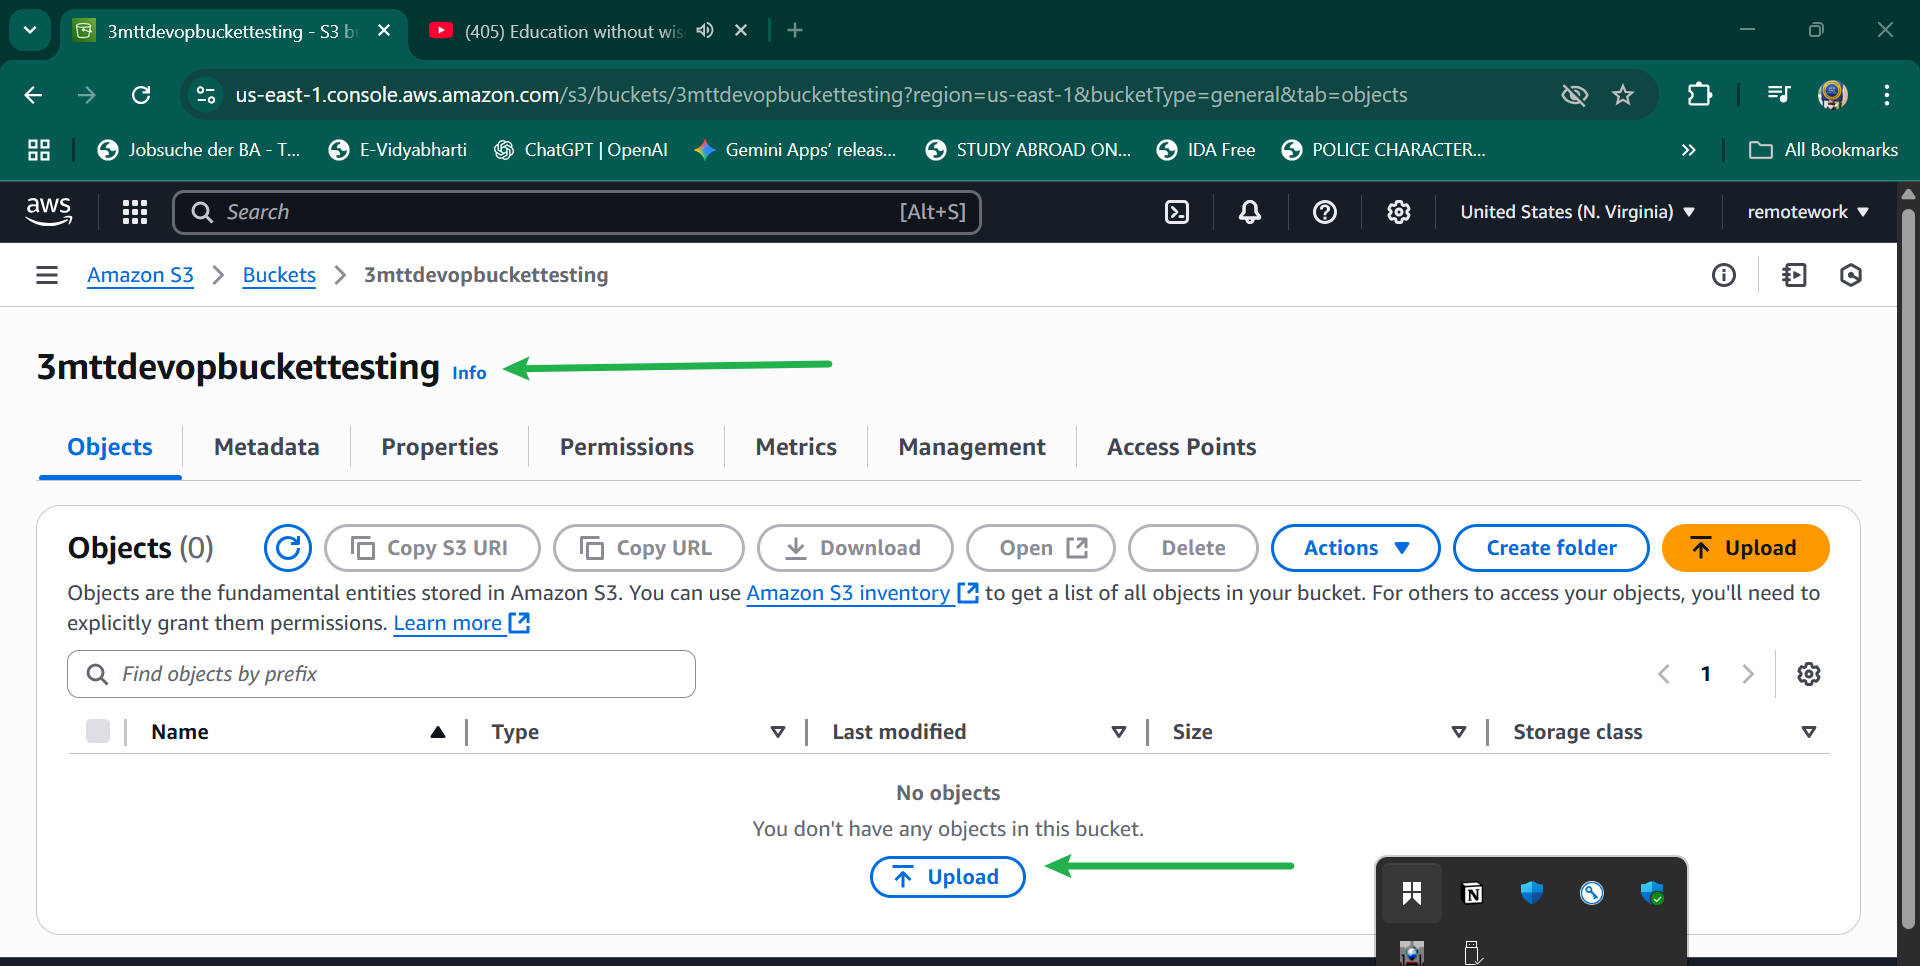 3mttdevopbuckettesting - S3 b
(405) Education without wis
us-east-1.console.aws.amazon.com/s3/buckets/3mttdevopbuckettesting?region=us-east-1&bucketType=general&tab=objects
Jobsuche der BA - T... E-Vidyabharti ChatGPT | OpenAI Gemini Apps' releas... STUDY ABROAD ON... IDA Free POLICE CHARACTER... » All Bookmarks
aws Search [Alt+S] United States (N. Virginia) remotework
Amazon S3 Buckets 3mttdevopbuckettesting
3mttdevopbuckettesting Info
Objects Metadata Properties Permissions Metrics Management Access Points
Objects (0) Copy S3 URI Copy URL Download Open Delete Actions Create folder Upload
Objects are the fundamental entities stored in Amazon S3. You can use Amazon S3 inventory to get a list of all objects in your bucket. For others to access your objects, you'll need to
explicitly grant them permissions. Learn more
Find objects by prefix 1
Name Type Last modified Size Storage class
No objects
You don't have any objects in this bucket.
Upload